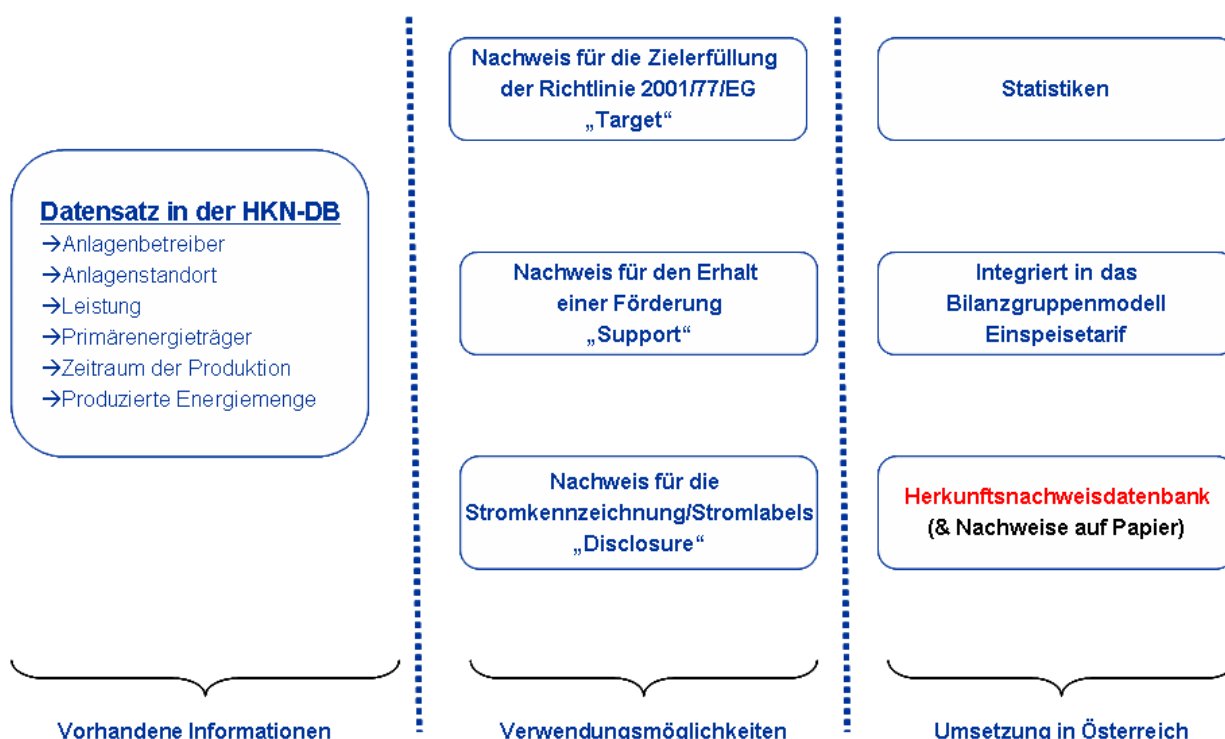 Datensatz in der HKN-DB
→Anlagenbetreiber
→Anlagenstandort
→Leistung
→Primärenergieträger
→Zeitraum der Produktion
→Produzierte Energiemenge
Vorhandene Informationen
Nachweis für die Zielerfüllung
der Richtlinie 2001/77/EG
„Target“
Nachweis für den Erhalt
einer Förderung
„Support“
Nachweis für die
Stromkennzeichnung/Stromlabels
„Disclosure“
Verwendungsmöglichkeiten
Statistiken
Integriert in das
Bilanzgruppenmodell
Einspeisetarif
Herkunftsnachweisdatenbank
(& Nachweise auf Papier)
Umsetzung in Österreich